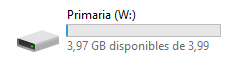 Primaria (W:)
3,97 GB disponibles de 3,99